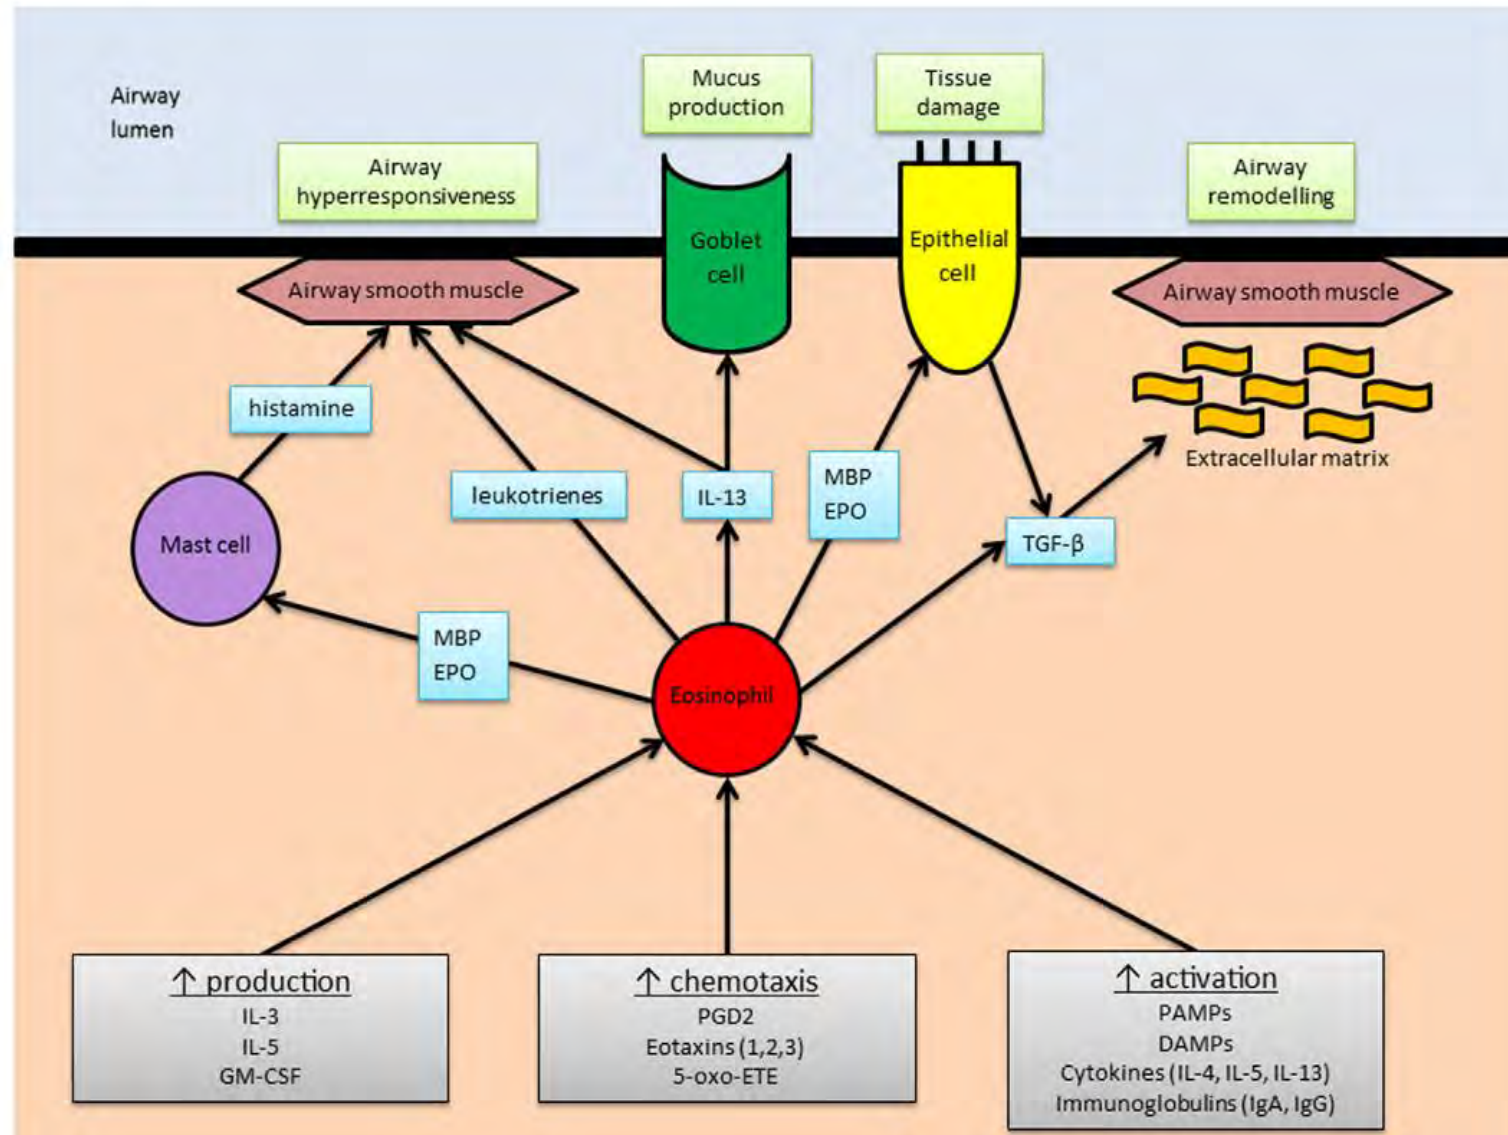 Airway
lumen
Mucus
production
Tissue
damage
Airway
hyperresponsiveness
Airway
remodelling
Goblet
cell
Epithelial
cell
Airway smooth muscle
Airway smooth muscle
histamine
leukotrienes
IL-13
MBP
EPO
Extracellular matrix
Mast cell
TGF-β
MBP
EPO
Eosinophil
↑ production
IL-3
IL-5
GM-CSF
↑ chemotaxis
PGD2
Eotaxins (1,2,3)
5-oxo-ETE
↑ activation
PAMPs
DAMPs
Cytokines (IL-4, IL-5, IL-13)
Immunoglobulins (IgA, IgG)